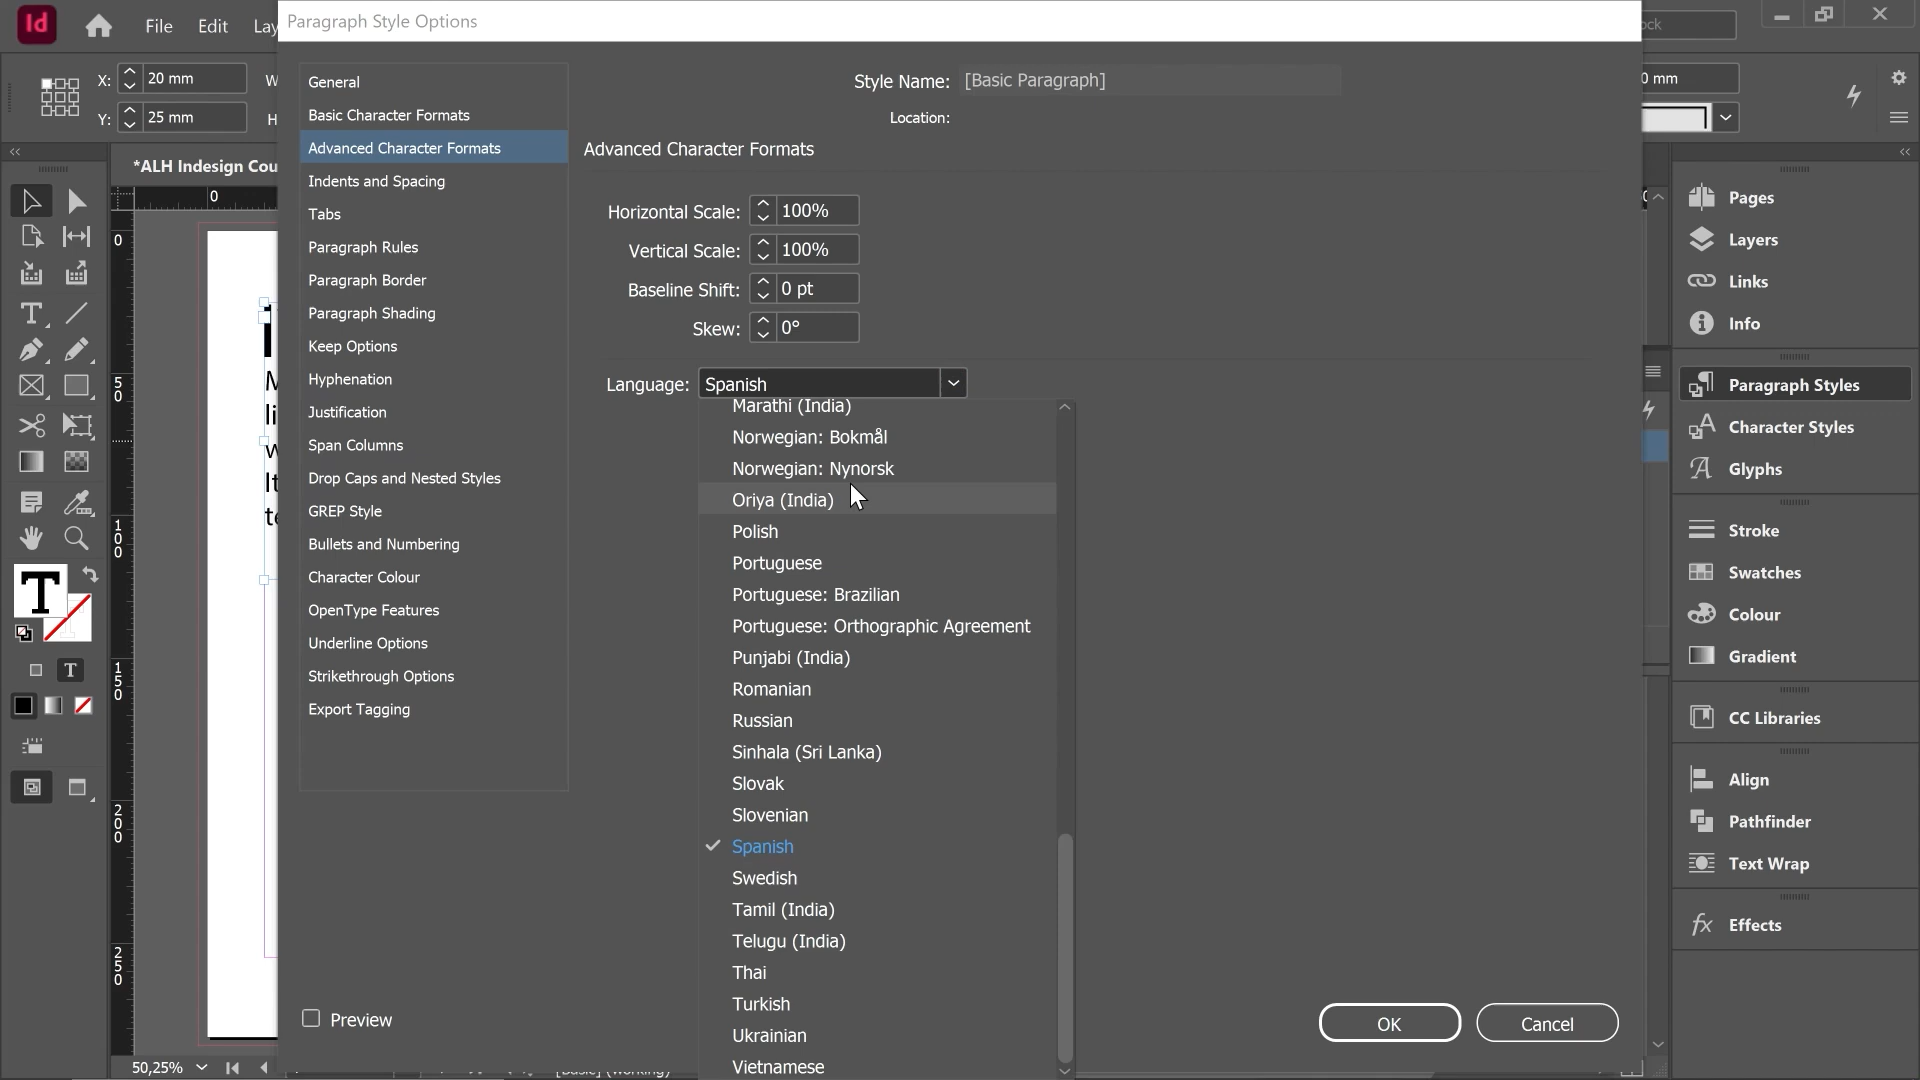 Id
File
Edit
Paragraph Style Options
X:
20 mm
Y:
25 mm
0 mm
*ALH Indesign Cou
0
0
50
100
150
200
250
General
Basic Character Formats
Advanced Character Formats
Indents and Spacing
Tabs
Paragraph Rules
Paragraph Border
Paragraph Shading
Keep Options
Hyphenation
Justification
Span Columns
Drop Caps and Nested Styles
GREP Style
Bullets and Numbering
Character Colour
OpenType Features
Underline Options
Strikethrough Options
Export Tagging
Preview
Style Name: [Basic Paragraph]
Location:
Advanced Character Formats
Horizontal Scale: 100%
Vertical Scale: 100%
Baseline Shift: 0 pt
Skew: 0°
Language: Spanish
Marathi (India)
Norwegian: Bokmål
Norwegian: Nynorsk
Oriya (India)
Polish
Portuguese
Portuguese: Brazilian
Portuguese: Orthographic Agreement
Punjabi (India)
Romanian
Russian
Sinhala (Sri Lanka)
Slovak
Slovenian
Spanish
Swedish
Tamil (India)
Telugu (India)
Thai
Turkish
Ukrainian
Vietnamese
OK
Cancel
Pages
Layers
Links
Info
Paragraph Styles
Character Styles
Glyphs
Stroke
Swatches
Colour
Gradient
CC Libraries
Align
Pathfinder
Text Wrap
Effects
50,25%